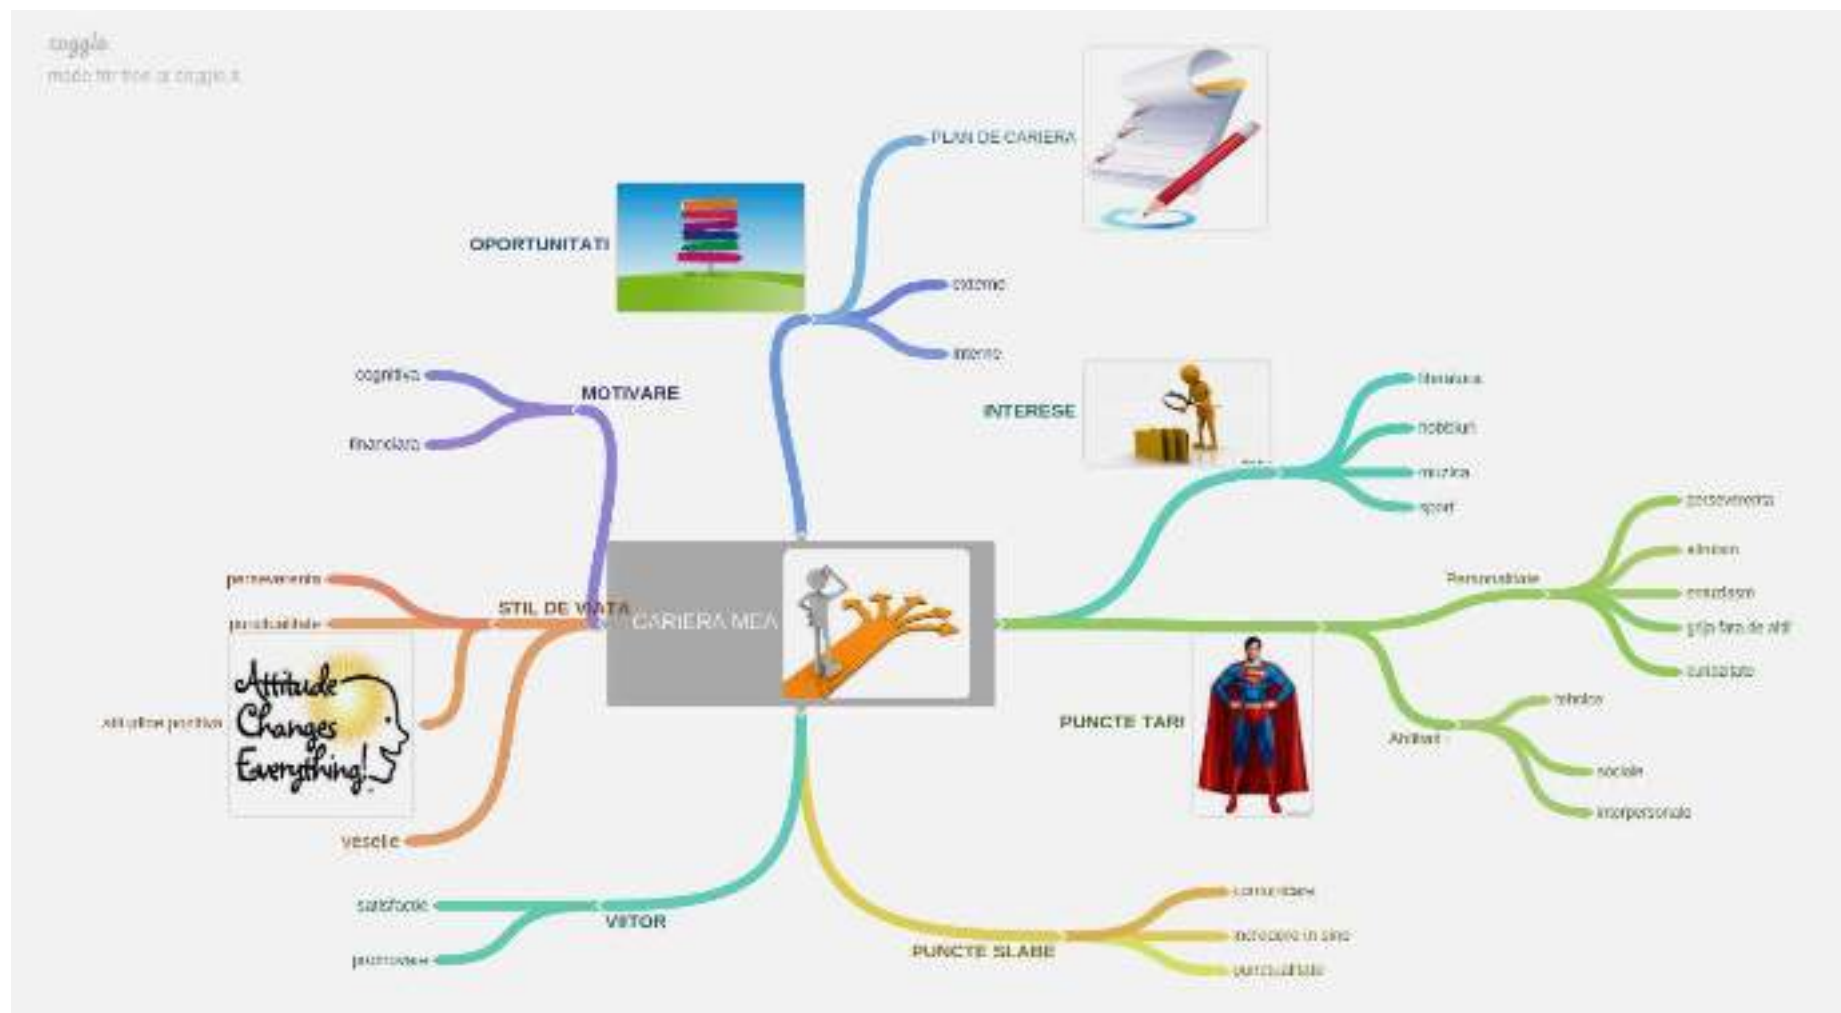 coggle
made for free at coggle.it
PLAN DE CARIERA
OPORTUNITATI
externe
interne
cognitiva
MOTIVARE
financiara
INTERESE
literatura
hobbiuri
muzica
sport
perseverenta
Personalitate
entuziasm
grija fata de altii
curiozitate
perseverenta
STIL DE VIATA
punctualitate
CARIERA MEA
Attitude
Changes
Everything!
atitudine pozitiva
PUNCTE TARI
tehnice
Abilitati
sociale
interpersonale
veselie
satisfactie
VIITOR
promovare
comunicare
PUNCTE SLABE
incredere in sine
punctualitate